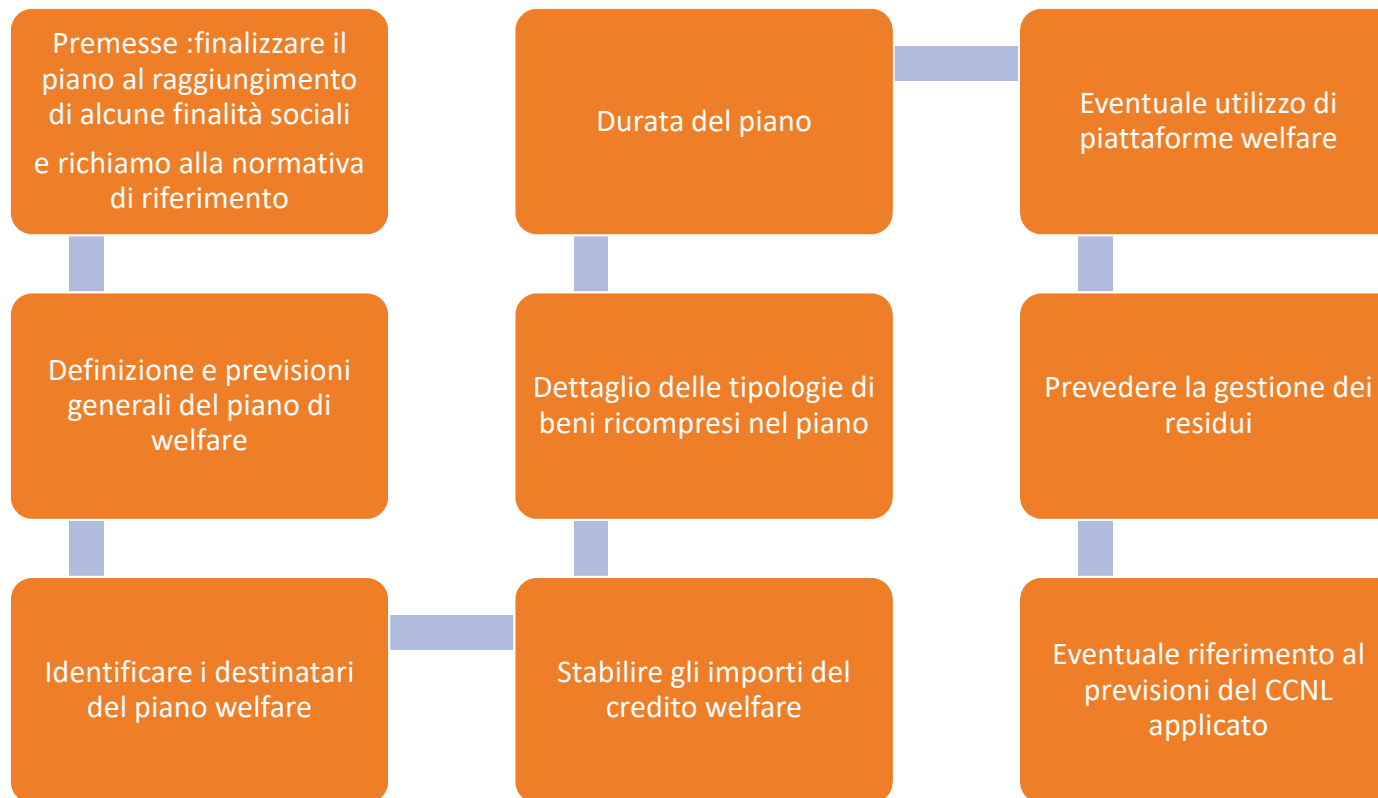 Premesse :finalizzare il
piano al raggiungimento
di alcune finalità sociali
e richiamo alla normativa
di riferimento
Definizione e previsioni
generali del piano di
welfare
Identificare i destinatari
del piano welfare
Stabilire gli importi del
credito welfare
Dettaglio delle tipologie di
beni ricompresi nel piano
Durata del piano
Eventuale utilizzo di
piattaforme welfare
Prevedere la gestione dei
residui
Eventuale riferimento al
previsioni del CCNL
applicato